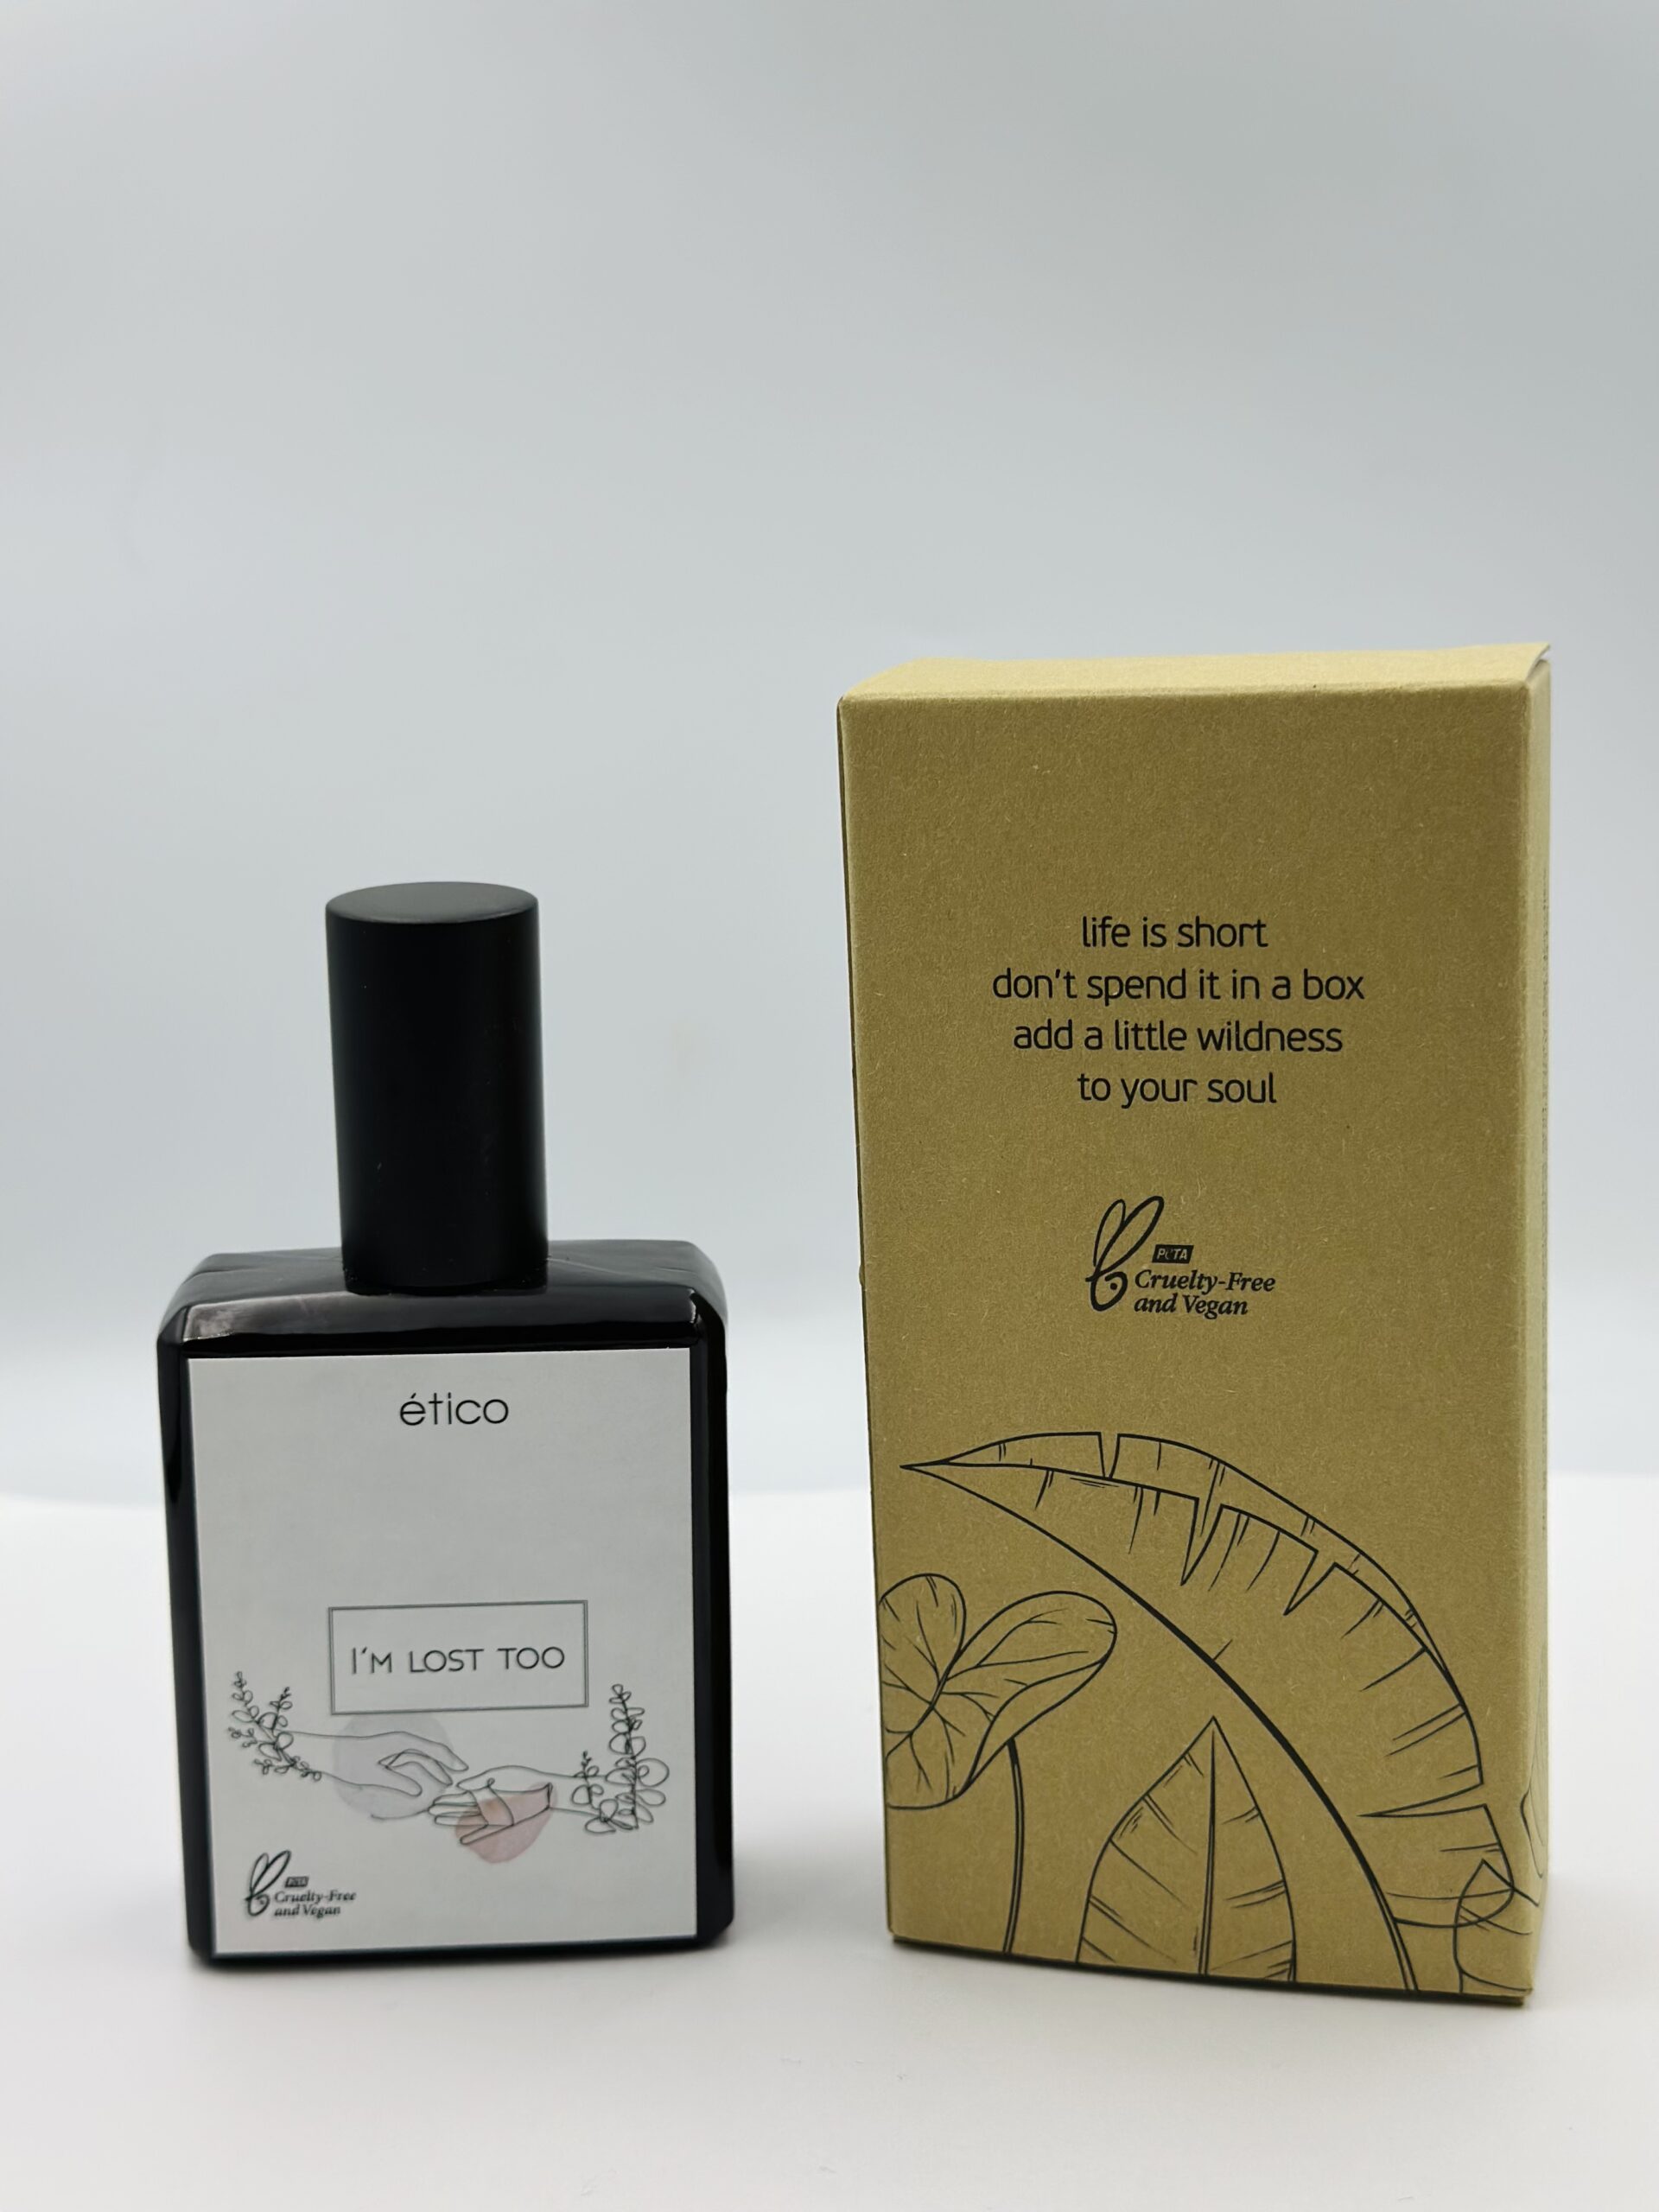 ético
I'M LOST TOO
PETA
Cruelty-Free
and Vegan
life is short
don't spend it in a box
add a little wildness
to your soul
PETA
Cruelty-Free
and Vegan